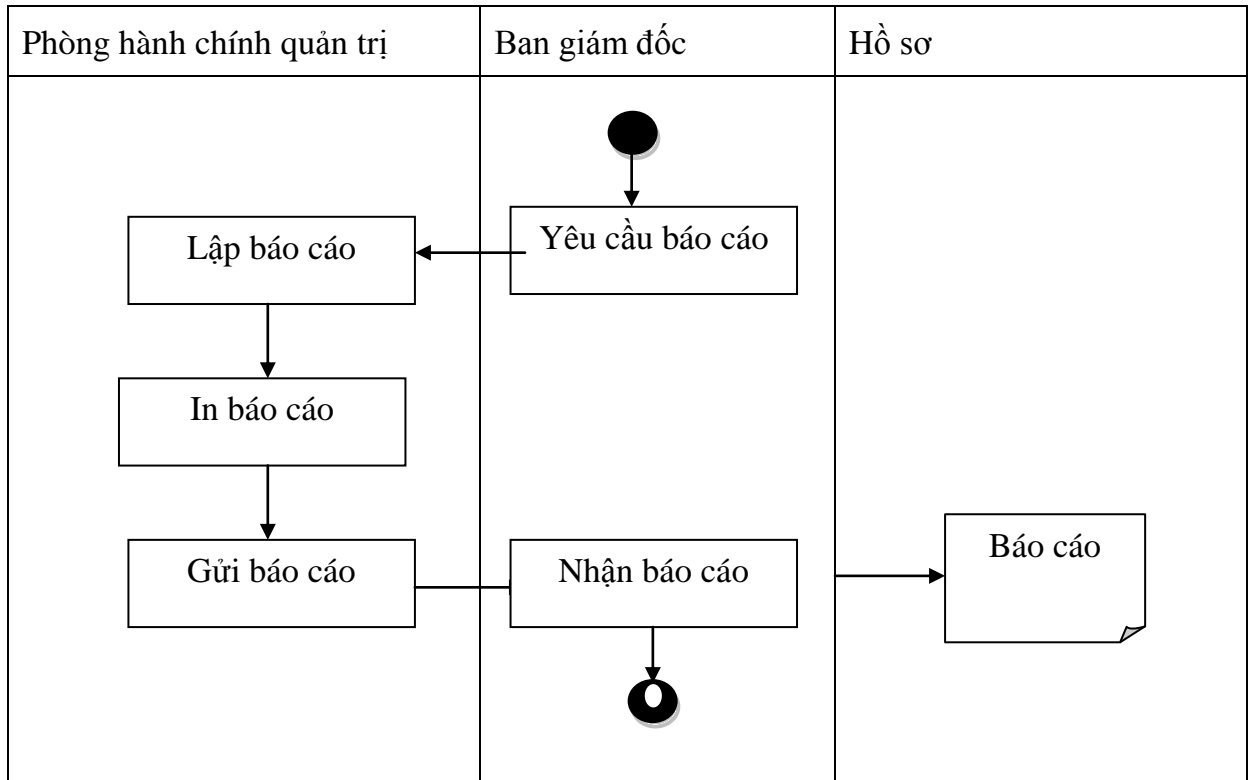 Phòng hành chính quản trị
Ban giám đốc
Hồ sơ
Yêu cầu báo cáo
Lập báo cáo
In báo cáo
Gửi báo cáo
Nhận báo cáo
Báo cáo